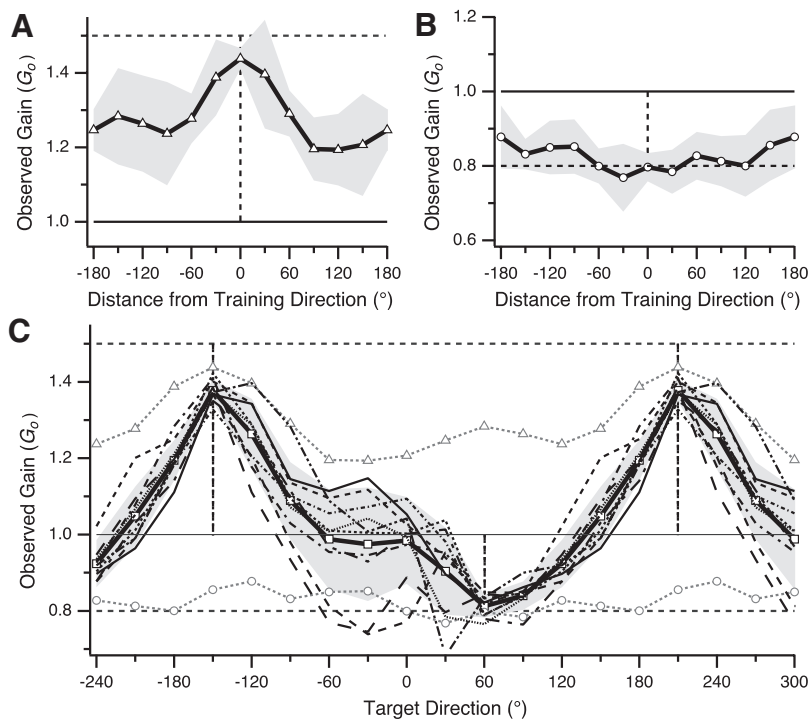 A
Observed Gain (Go)
1.4
1.2
1.0
-180 -120 -60 0 60 120 180
Distance from Training Direction (°)
B
Observed Gain (Go)
1.2
1.0
0.8
0.6
-180 -120 -60 0 60 120 180
Distance from Training Direction (°)
C
Observed Gain (Go)
1.4
1.2
1.0
0.8
-240 -180 -120 -60 0 60 120 180 240 300
Target Direction (°)